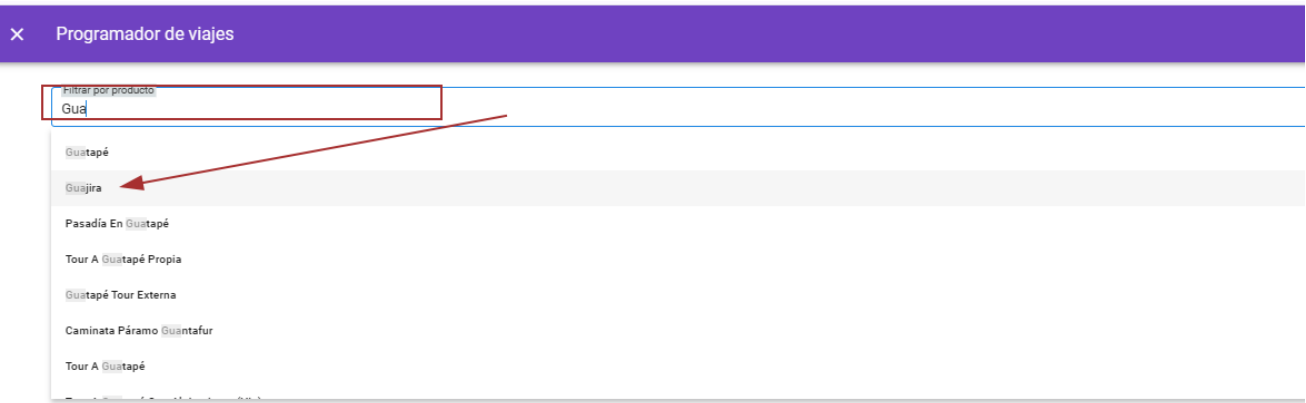 Programador de viajes
Filtrar por producto
Gua
Guatapé
Guajira
Pasadía En Guatapé
Tour A Guatapé Propia
Guatapé Tour Externa
Caminata Páramo Guantafur
Tour A Guatapé